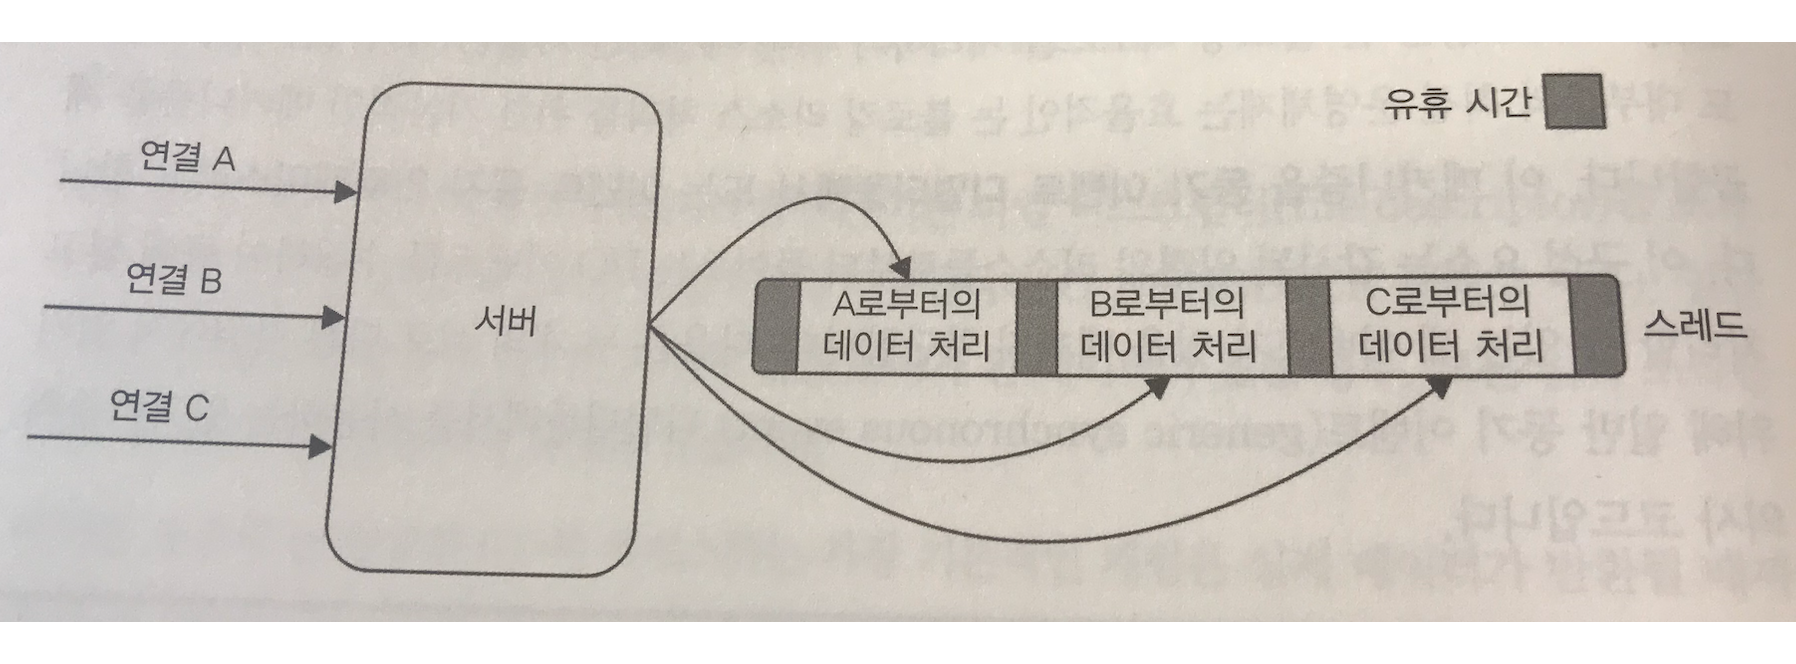 유휴 시간
연결 A
연결 B
연결 C
서버
A로부터의
데이터 처리
B로부터의
데이터 처리
C로부터의
데이터 처리
스레드